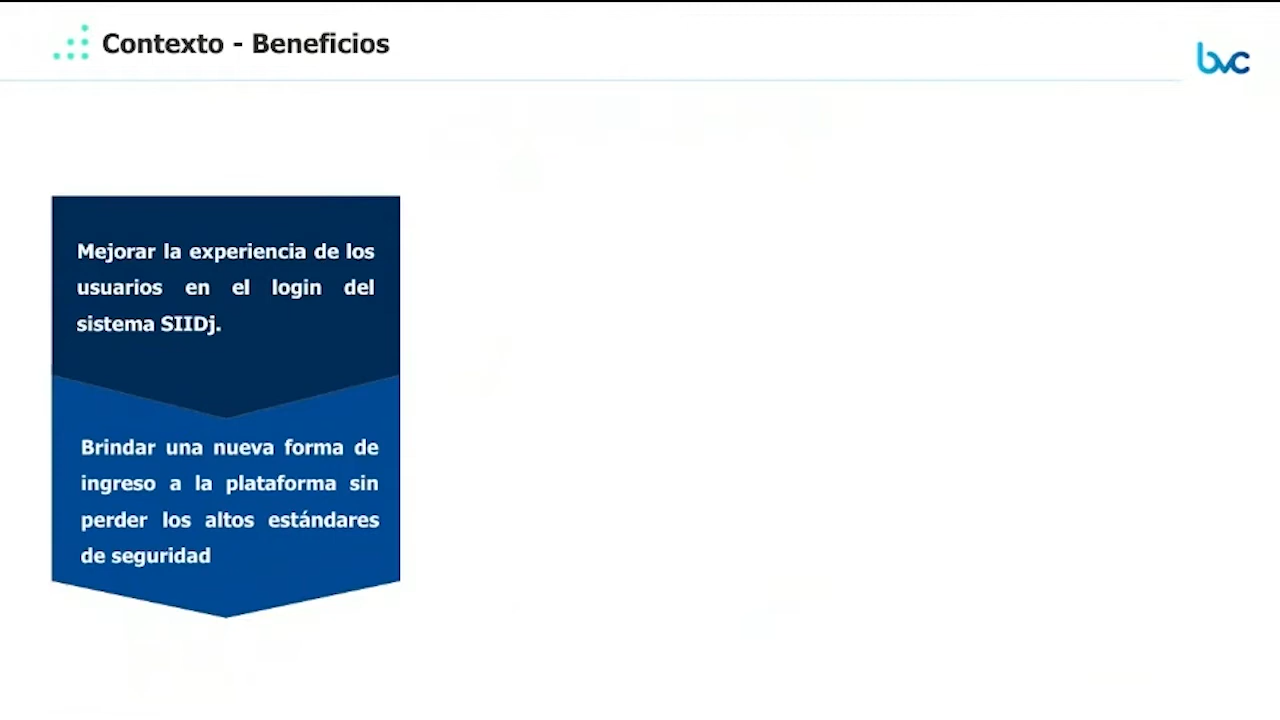 Contexto - Beneficios
bvc
Mejorar la experiencia de los
usuarios en el login del
sistema SIIDj.
Brindar una nueva forma de
ingreso a la plataforma sin
perder los altos estándares
de seguridad